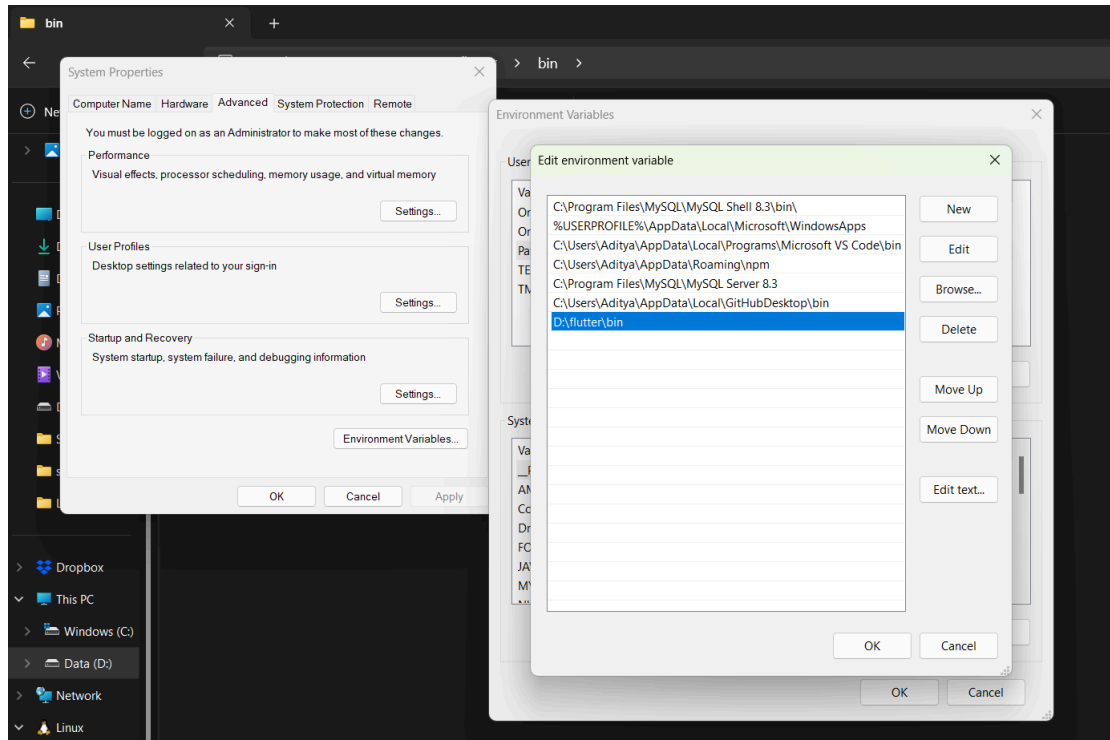 bin
bin
System Properties
Computer Name Hardware Advanced System Protection Remote
You must be logged on as an Administrator to make most of these changes.
Performance
Visual effects, processor scheduling, memory usage, and virtual memory
Settings...
User Profiles
Desktop settings related to your sign-in
Settings...
Startup and Recovery
System startup, system failure, and debugging information
Settings...
Environment Variables...
OK Cancel Apply
Environment Variables
Edit environment variable
C:\Program Files\MySQL\MySQL Shell 8.3\bin\
%USERPROFILE%\AppData\Local\Microsoft\WindowsApps
C:\Users\Aditya\AppData\Local\Programs\Microsoft VS Code\bin
C:\Users\Aditya\AppData\Roaming\npm
C:\Program Files\MySQL\MySQL Server 8.3
C:\Users\Aditya\AppData\Local\GitHubDesktop\bin
D:\flutter\bin
New
Edit
Browse...
Delete
Move Up
Move Down
Edit text...
OK Cancel
OK Cancel
User
Dropbox
This PC
Windows (C:)
Data (D:)
Network
Linux